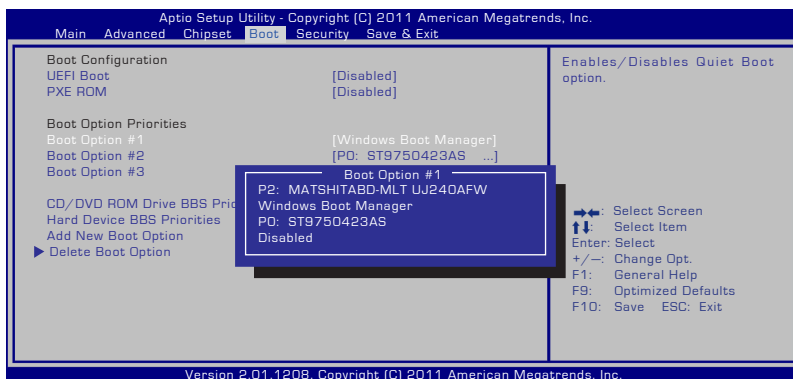 Aptio Setup Utility - Copyright (C) 2011 American Megatrends, Inc.
Main Advanced Chipset Boot Security Save & Exit
Boot Configuration
UEFI Boot [Disabled]
PXE ROM [Disabled]
Boot Option Priorities
Boot Option #1 [Windows Boot Manager]
Boot Option #2 [P0: ST9750423AS ...]
Boot Option #3
CD/DVD ROM Drive BBS Prio
Hard Device BBS Priorities
Add New Boot Option
Delete Boot Option
Boot Option #1
P2: MATSHITABD-MLT UJ240AFW
Windows Boot Manager
P0: ST9750423AS
Disabled
Enables/Disables Quiet Boot
option.
: Select Screen
: Select Item
Enter: Select
+/—: Change Opt.
F1: General Help
F9: Optimized Defaults
F10: Save ESC: Exit
Version 2.01.1208. Copyright (C) 2011 American Megatrends, Inc.